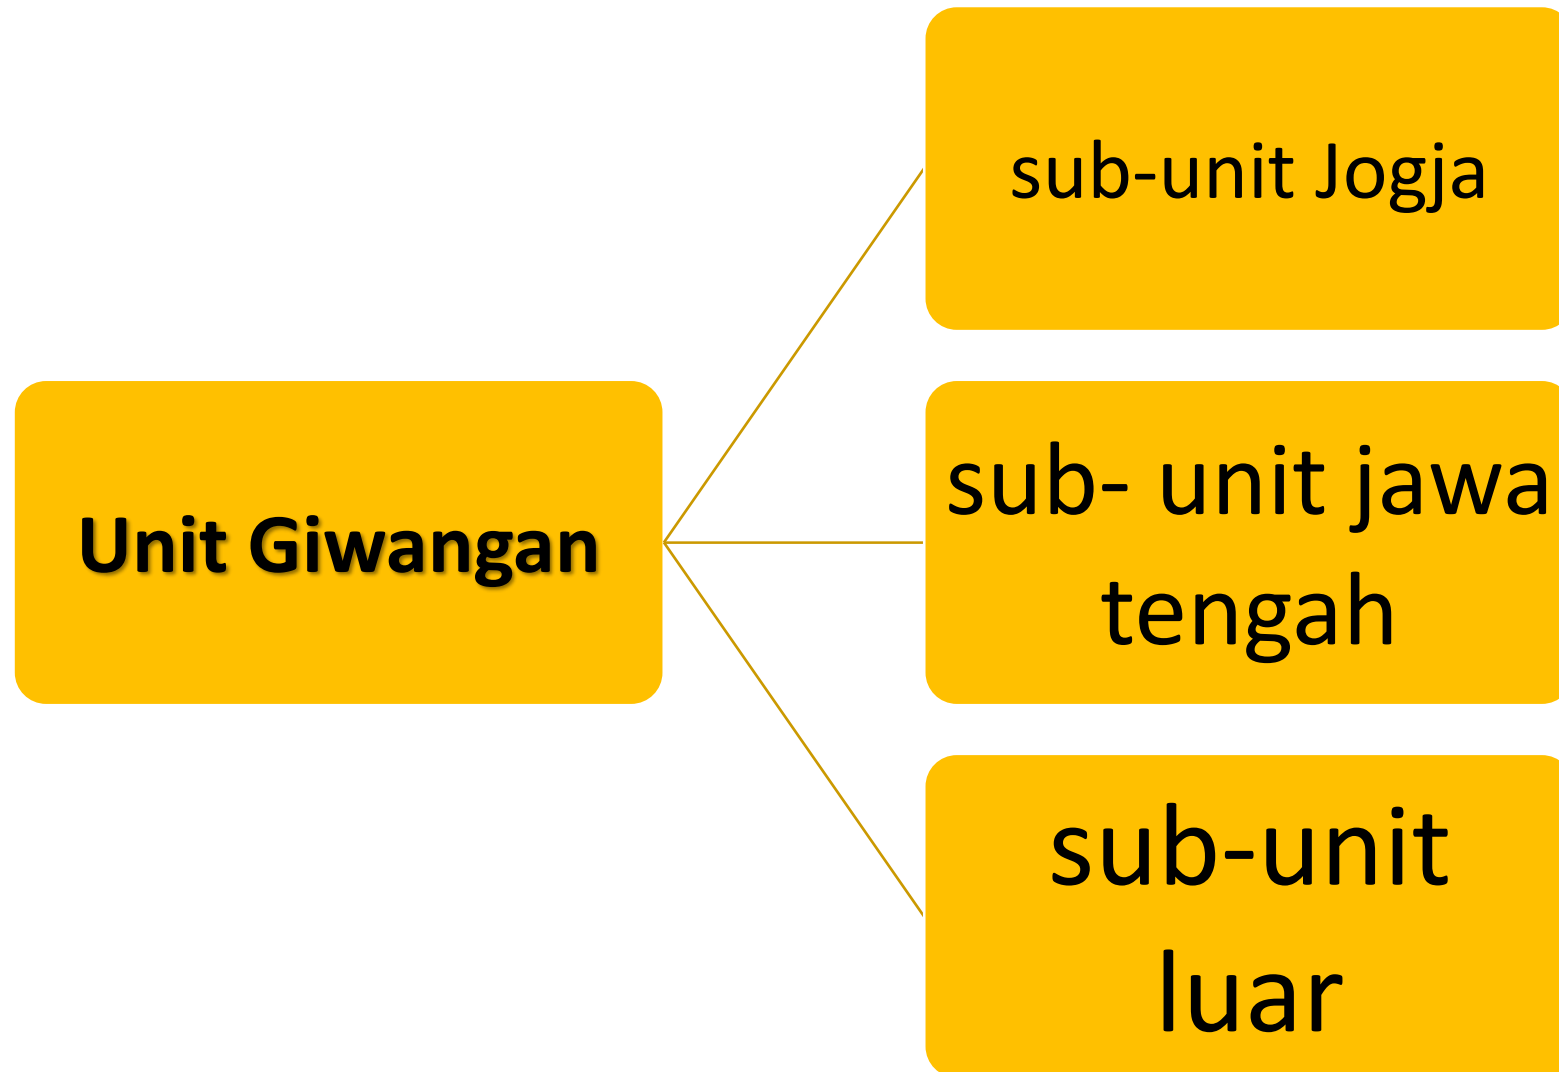 Unit Giwangan
sub-unit Jogja
sub- unit jawa
tengah
sub-unit
luar